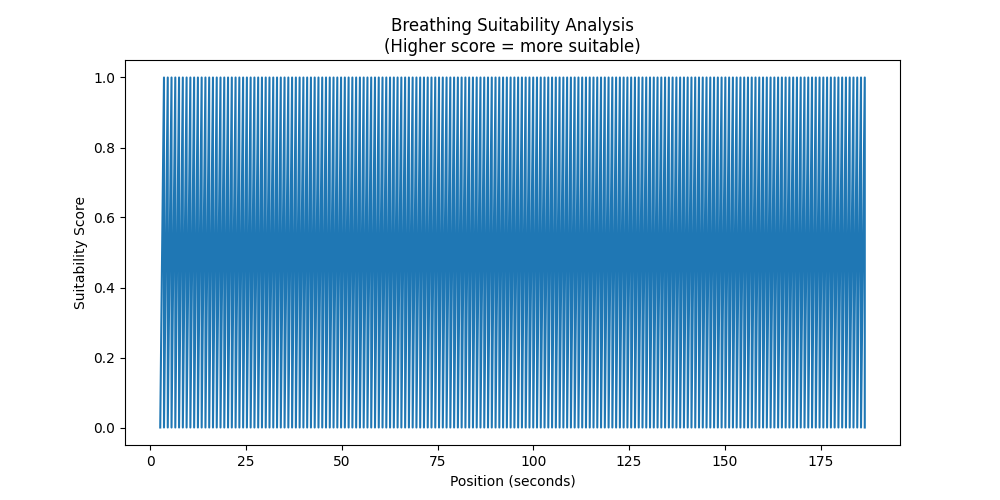 Breathing Suitability Analysis
(Higher score = more suitable)
1.0
0.8
0.6
0.4
0.2
0.0
Suitability Score
0 25 50 75 100 125 150 175
Position (seconds)